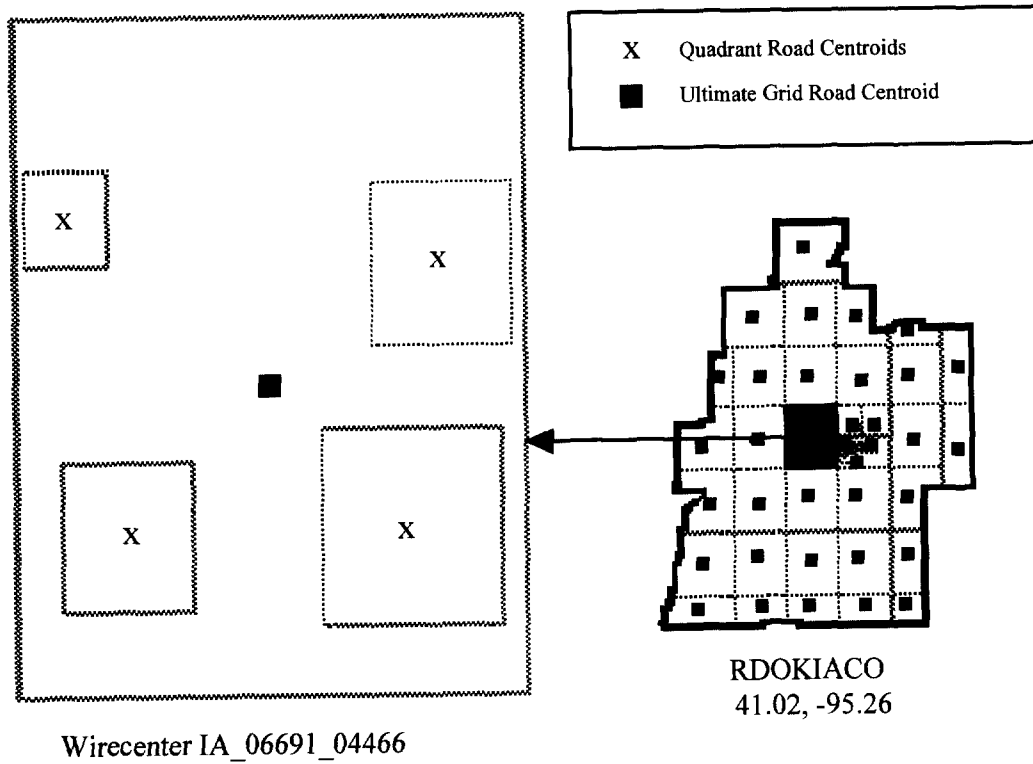 X Quadrant Road Centroids
Ultimate Grid Road Centroid
X
X
X
X
RDOKIACO
41.02, -95.26
Wirecenter IA_06691_04466